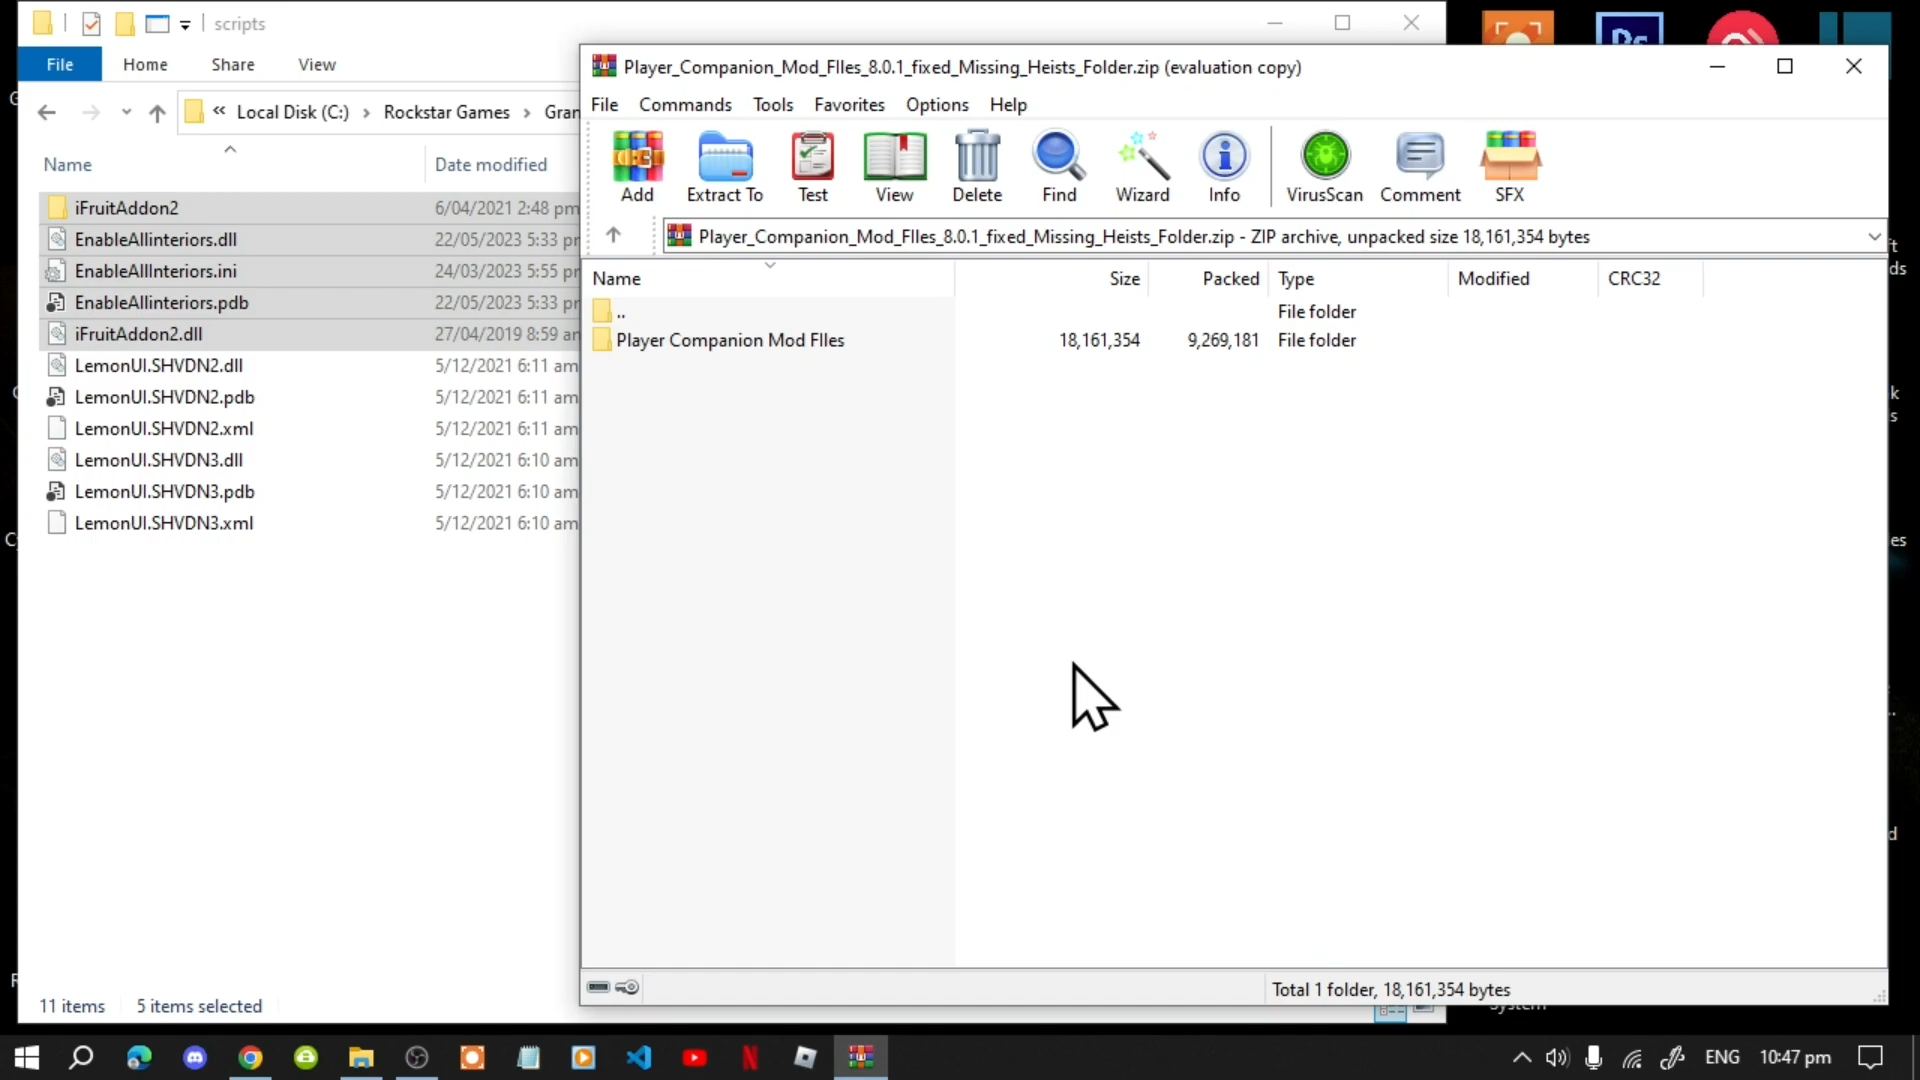 scripts
File Home Share View
Local Disk (C:) > Rockstar Games > Gran
Name Date modified
iFruitAddon2 6/04/2021 2:48 pm
EnableAllinteriors.dll 22/05/2023 5:33 pr
EnableAllInteriors.ini 24/03/2023 5:55 pr
EnableAllinteriors.pdb 22/05/2023 5:33 pr
iFruitAddon2.dll 27/04/2019 8:59 ar
LemonUI.SHVDN2.dll 5/12/2021 6:11 am
LemonUI.SHVDN2.pdb 5/12/2021 6:11 am
LemonUI.SHVDN2.xml 5/12/2021 6:11 am
LemonUI.SHVDN3.dll 5/12/2021 6:10 am
LemonUI.SHVDN3.pdb 5/12/2021 6:10 am
LemonUI.SHVDN3.xml 5/12/2021 6:10 am
11 items 5 items selected
Player_Companion_Mod_FIles_8.0.1_fixed_Missing_Heists_Folder.zip (evaluation copy)
File Commands Tools Favorites Options Help
Add Extract To Test View Delete Find Wizard Info VirusScan Comment SFX
Player_Companion_Mod_FIles_8.0.1_fixed_Missing_Heists_Folder.zip - ZIP archive, unpacked size 18,161,354 bytes
Name Size Packed Type Modified CRC32
.. File folder
Player Companion Mod FIles 18,161,354 9,269,181 File folder
Total 1 folder, 18,161,354 bytes
ENG 10:47 pm